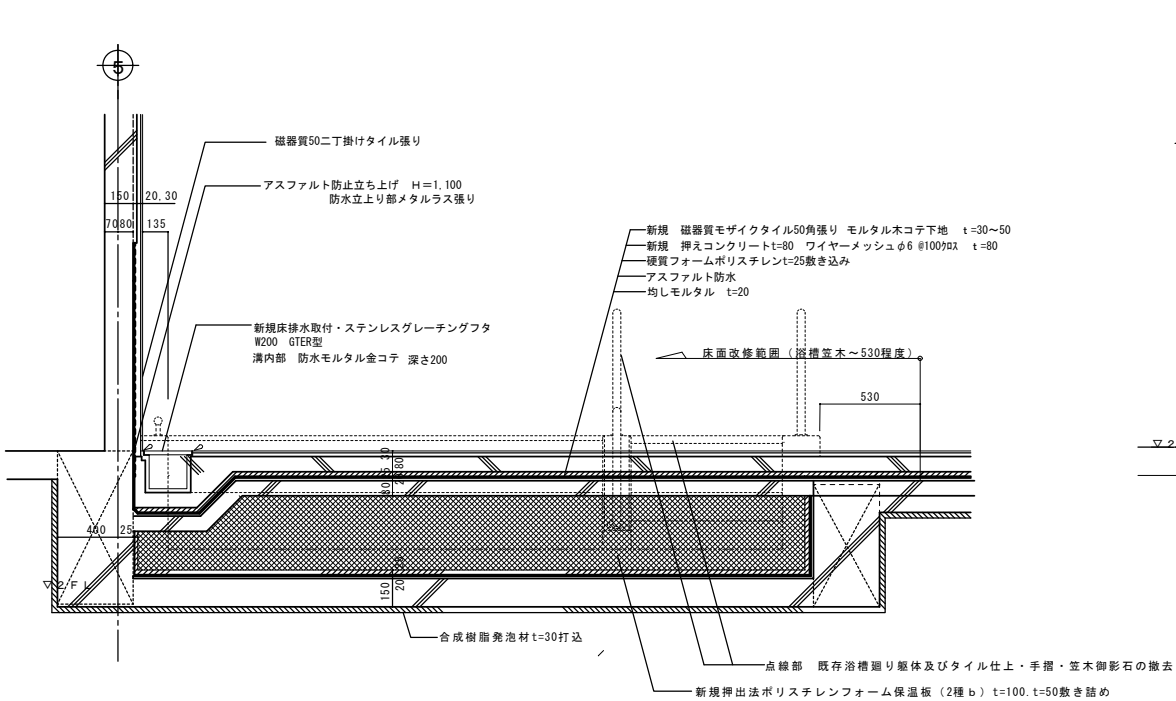 5
磁器質50二丁掛けタイル張り
アスファルト防止立ち上げ H=1,100
防水立上り部メタルラス張り
150 20,30
70 80 135
新規 磁器質モザイクタイル50角張り モルタル木コテ下地 t=30~50
新規 押えコンクリートt=80 ワイヤーメッシュφ6 @100クロス t=80
硬質フォームポリスチレンt=25敷き込み
アスファルト防水
均しモルタル t=20
新規床排水取付・ステンレスグレーチングフタ
W200 GTER型
溝内部 防水モルタル金コテ 深さ200
床面改修範囲(浴槽笠木~530程度)
530
▽2
30
80
80
400 25
▽2FL
150
20
合成樹脂発泡材t=30打込
点線部 既存浴槽廻り躯体及びタイル仕上・手摺・笠木御影石の撤去
新規押出法ポリスチレンフォーム保温板(2種b)t=100.t=50敷き詰め